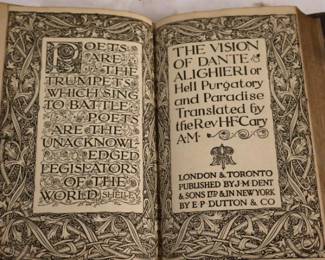 POETS
ARE THE
TRUMPETS
WHICH SING
TO BATTLE
POETS
ARE THE
UNACKNOWL-
EDGED
LEGISLATORS
OF THE
WORLD SHELLEY
THE VISION
OF DANTE
ALIGHIERI or
Hell Purgatory
and Paradise
Translated by
the Rev H·F·Cary
A·M·
LONDON & TORONTO
PUBLISHED BY J·M·DENT
& SONS LTD & IN NEW YORK
BY E·P·DUTTON & CO